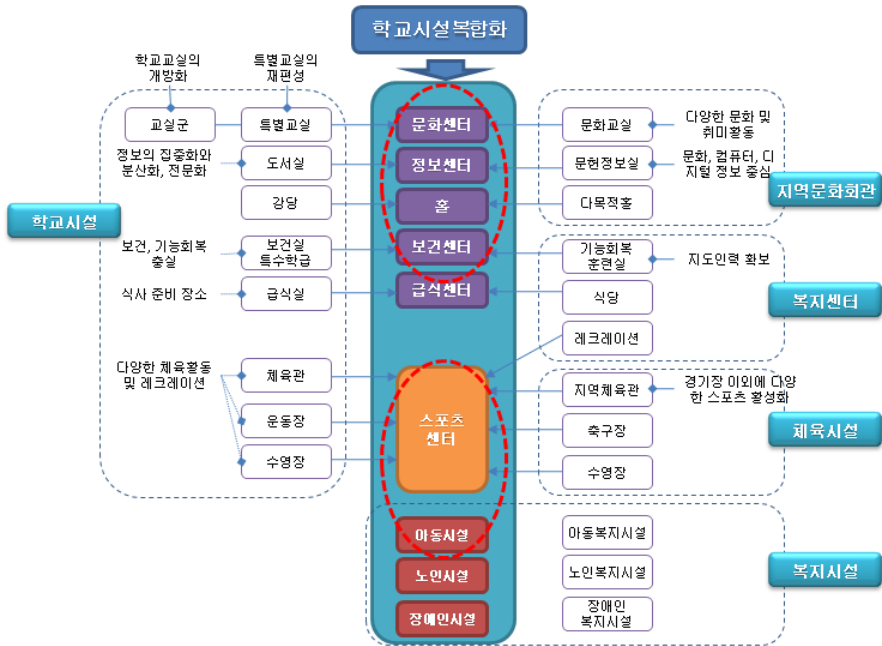 학교시설복합화
학교교실의
개방화
특별교실의
재편성
교실군
특별교실
문화센터
문화교실
다양한 문화 및
취미활동
정보의 집중화와
분산화, 전문화
도서실
정보센터
문헌정보실
문화, 컴퓨터, 디
지털 정보 중심
강당
홀
다목적홀
지역문화회관
학교시설
보건, 기능회복
충실
보건실
특수학급
보건센터
기능회복
훈련실
지도인력 확보
식사 준비 장소
급식실
급식센터
식당
복지센터
레크레이션
다양한 체육활동
및 레크레이션
체육관
운동장
수영장
스포츠
센터
지역체육관
경기장 이외에 다양
한 스포츠 활성화
축구장
수영장
체육시설
아동시설
아동복지시설
노인시설
노인복지시설
복지시설
장애인시설
장애인
복지시설